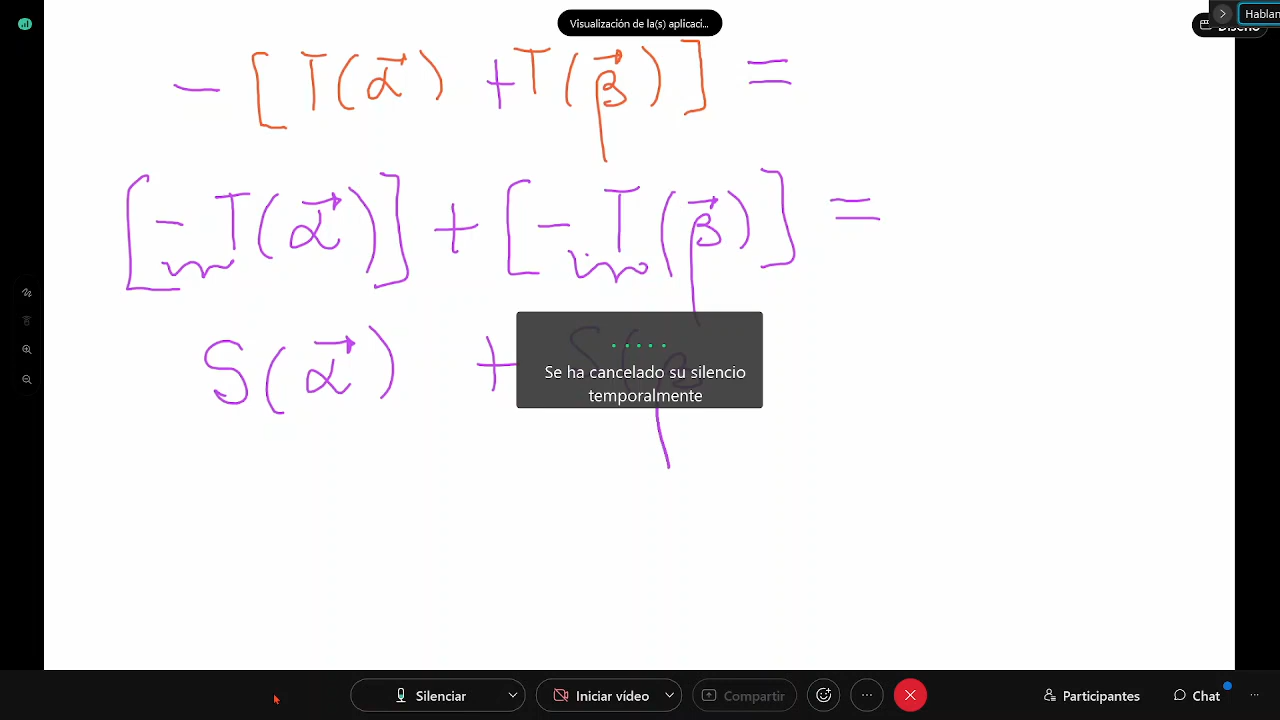 Visualización de la(s) aplicaci...
Hablan
Diseño
- [T(α⃗) + T(β⃗)] =
[- T(α⃗)] + [- T(β⃗)] =
S(α⃗) + S(β
Se ha cancelado su silencio
temporalmente
Silenciar
Iniciar vídeo
Compartir
Participantes
Chat